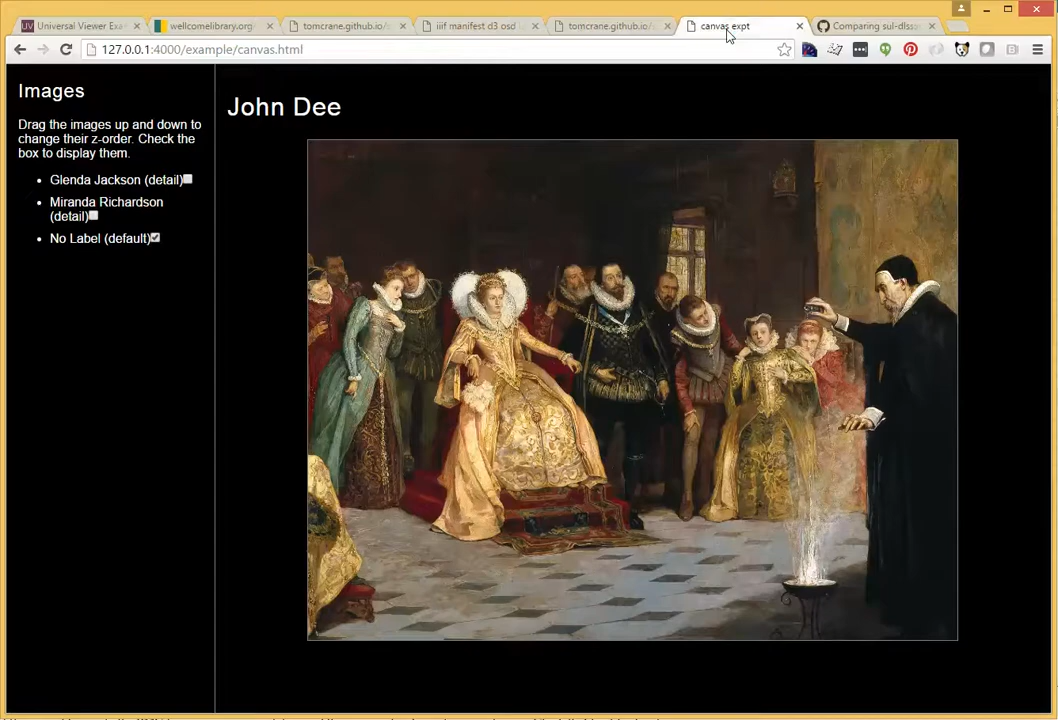 Universal Viewer Exa
wellcomelibrary.org
tomcrane.github.io/
iiif manifest d3 osd
tomcrane.github.io/
canvas expt
Comparing sul-dlss
127.0.0.1:4000/example/canvas.html
Images
Drag the images up and down to
change their z-order. Check the
box to display them.
Glenda Jackson (detail)
Miranda Richardson
(detail)
No Label (default)
John Dee